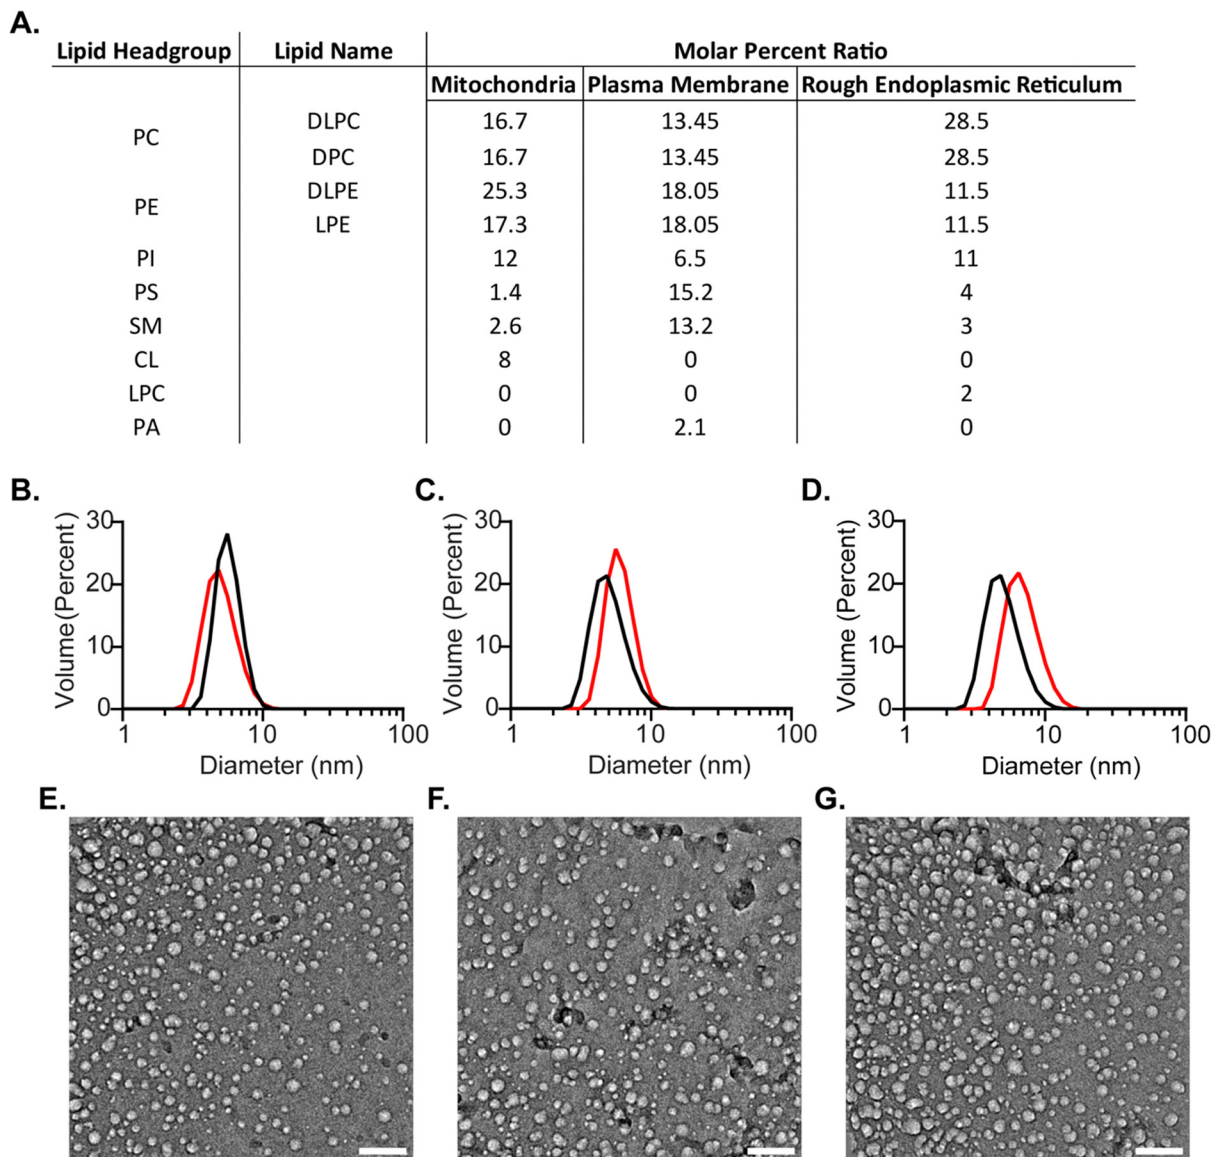 A.
Lipid Headgroup Lipid Name Molar Percent Ratio
Mitochondria Plasma Membrane Rough Endoplasmic Reticulum
PC DLPC 16.7 13.45 28.5
DPC 16.7 13.45 28.5
PE DLPE 25.3 18.05 11.5
LPE 17.3 18.05 11.5
PI 12 6.5 11
PS 1.4 15.2 4
SM 2.6 13.2 3
CL 8 0 0
LPC 0 0 2
PA 0 2.1 0
B.
Volume(Percent)
30
20
10
0
1 10 100
Diameter (nm)
C.
Volume (Percent)
30
20
10
0
1 10 100
Diameter (nm)
D.
Volume (Percent)
30
20
10
0
1 10 100
Diameter (nm)
E.
F.
G.